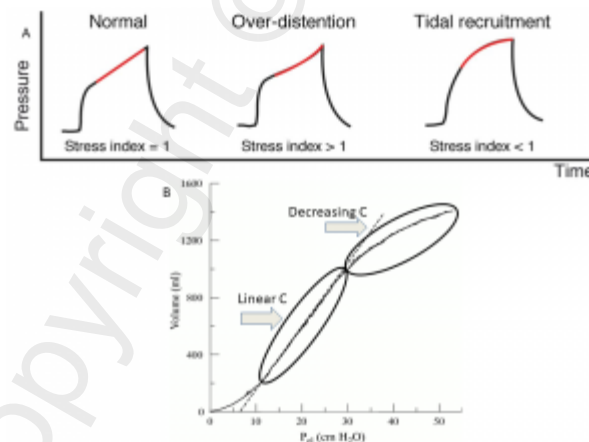 A
Normal
Over-distention
Tidal recruitment
Pressure
Stress index = 1
Stress index > 1
Stress index < 1
Time
B
1600
Decreasing C
1200
Volume (ml)
800
Linear C
400
0
0 10 20 30 40 50
(cm H₂O)
Copyright ©